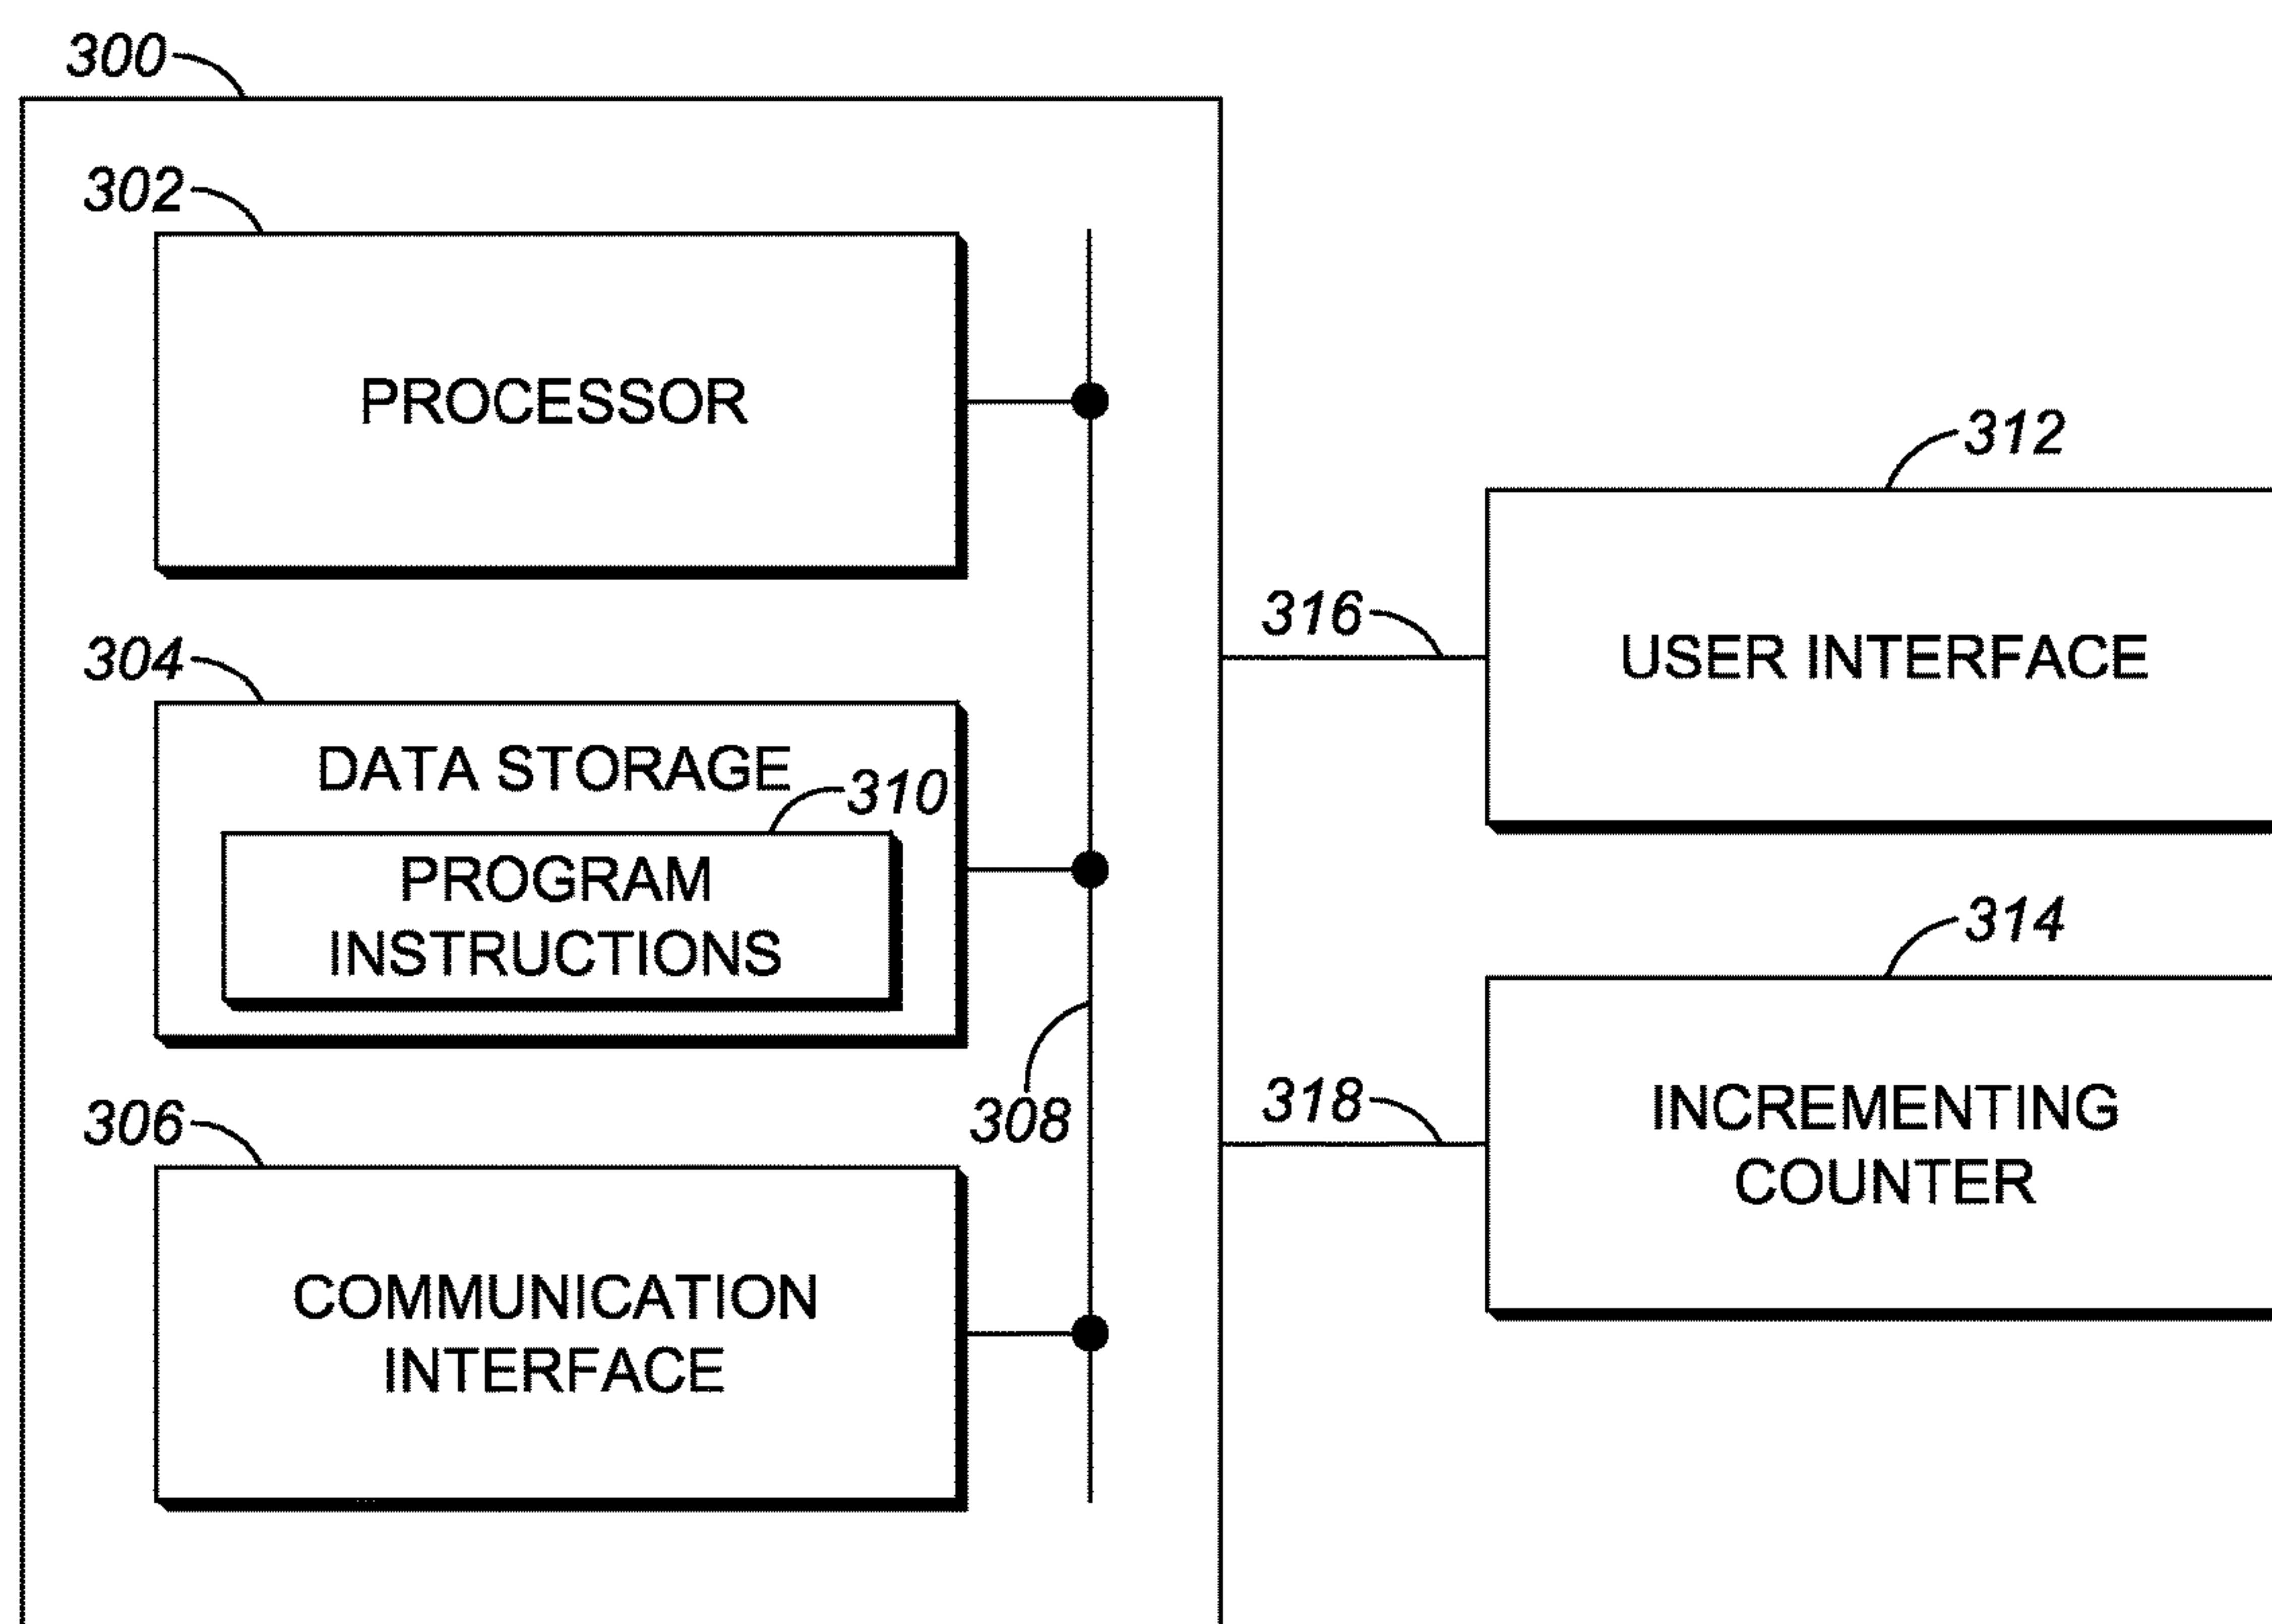 300
302
PROCESSOR
312
316
USER INTERFACE
304
DATA STORAGE
310
PROGRAM
INSTRUCTIONS
314
308
318
INCREMENTING
COUNTER
306
COMMUNICATION
INTERFACE